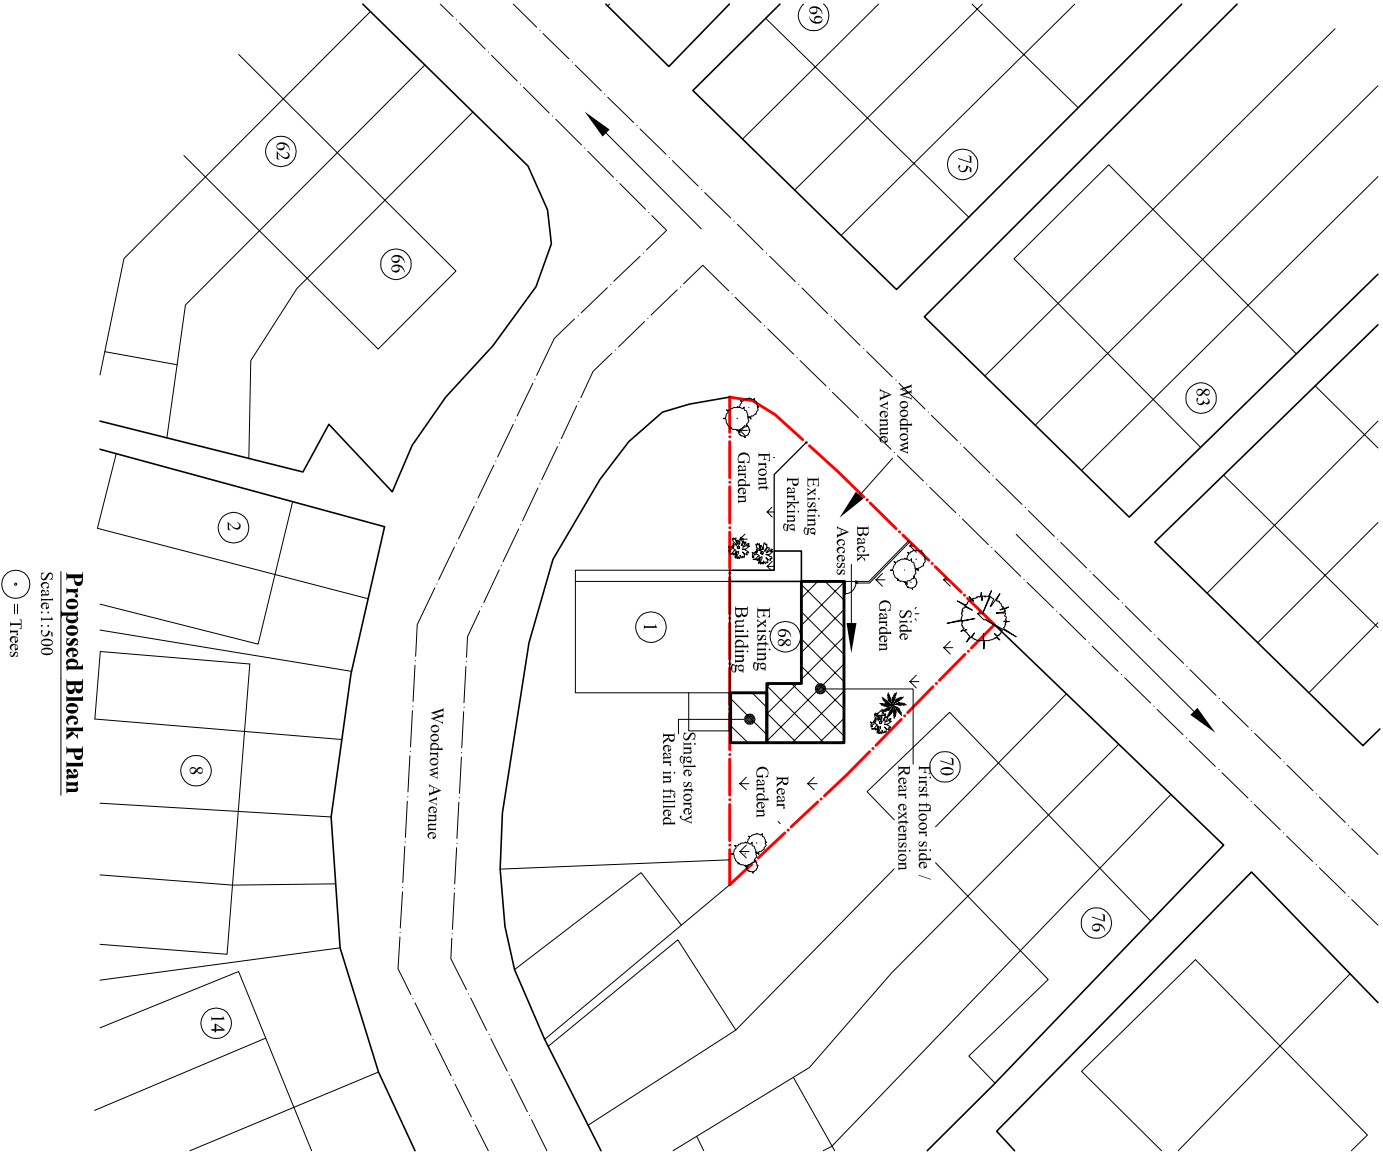 69
75
83
62
66
Woodrow
Avenue
Front
Garden
Existing
Parking
Back
Access
Side
Garden
2
1
Existing
Building
68
Single storey
Rear in filled
Rear
Garden
First floor side /
Rear extension
70
76
8
14
Woodrow Avenue
Proposed Block Plan
Scale:1:500
= Trees